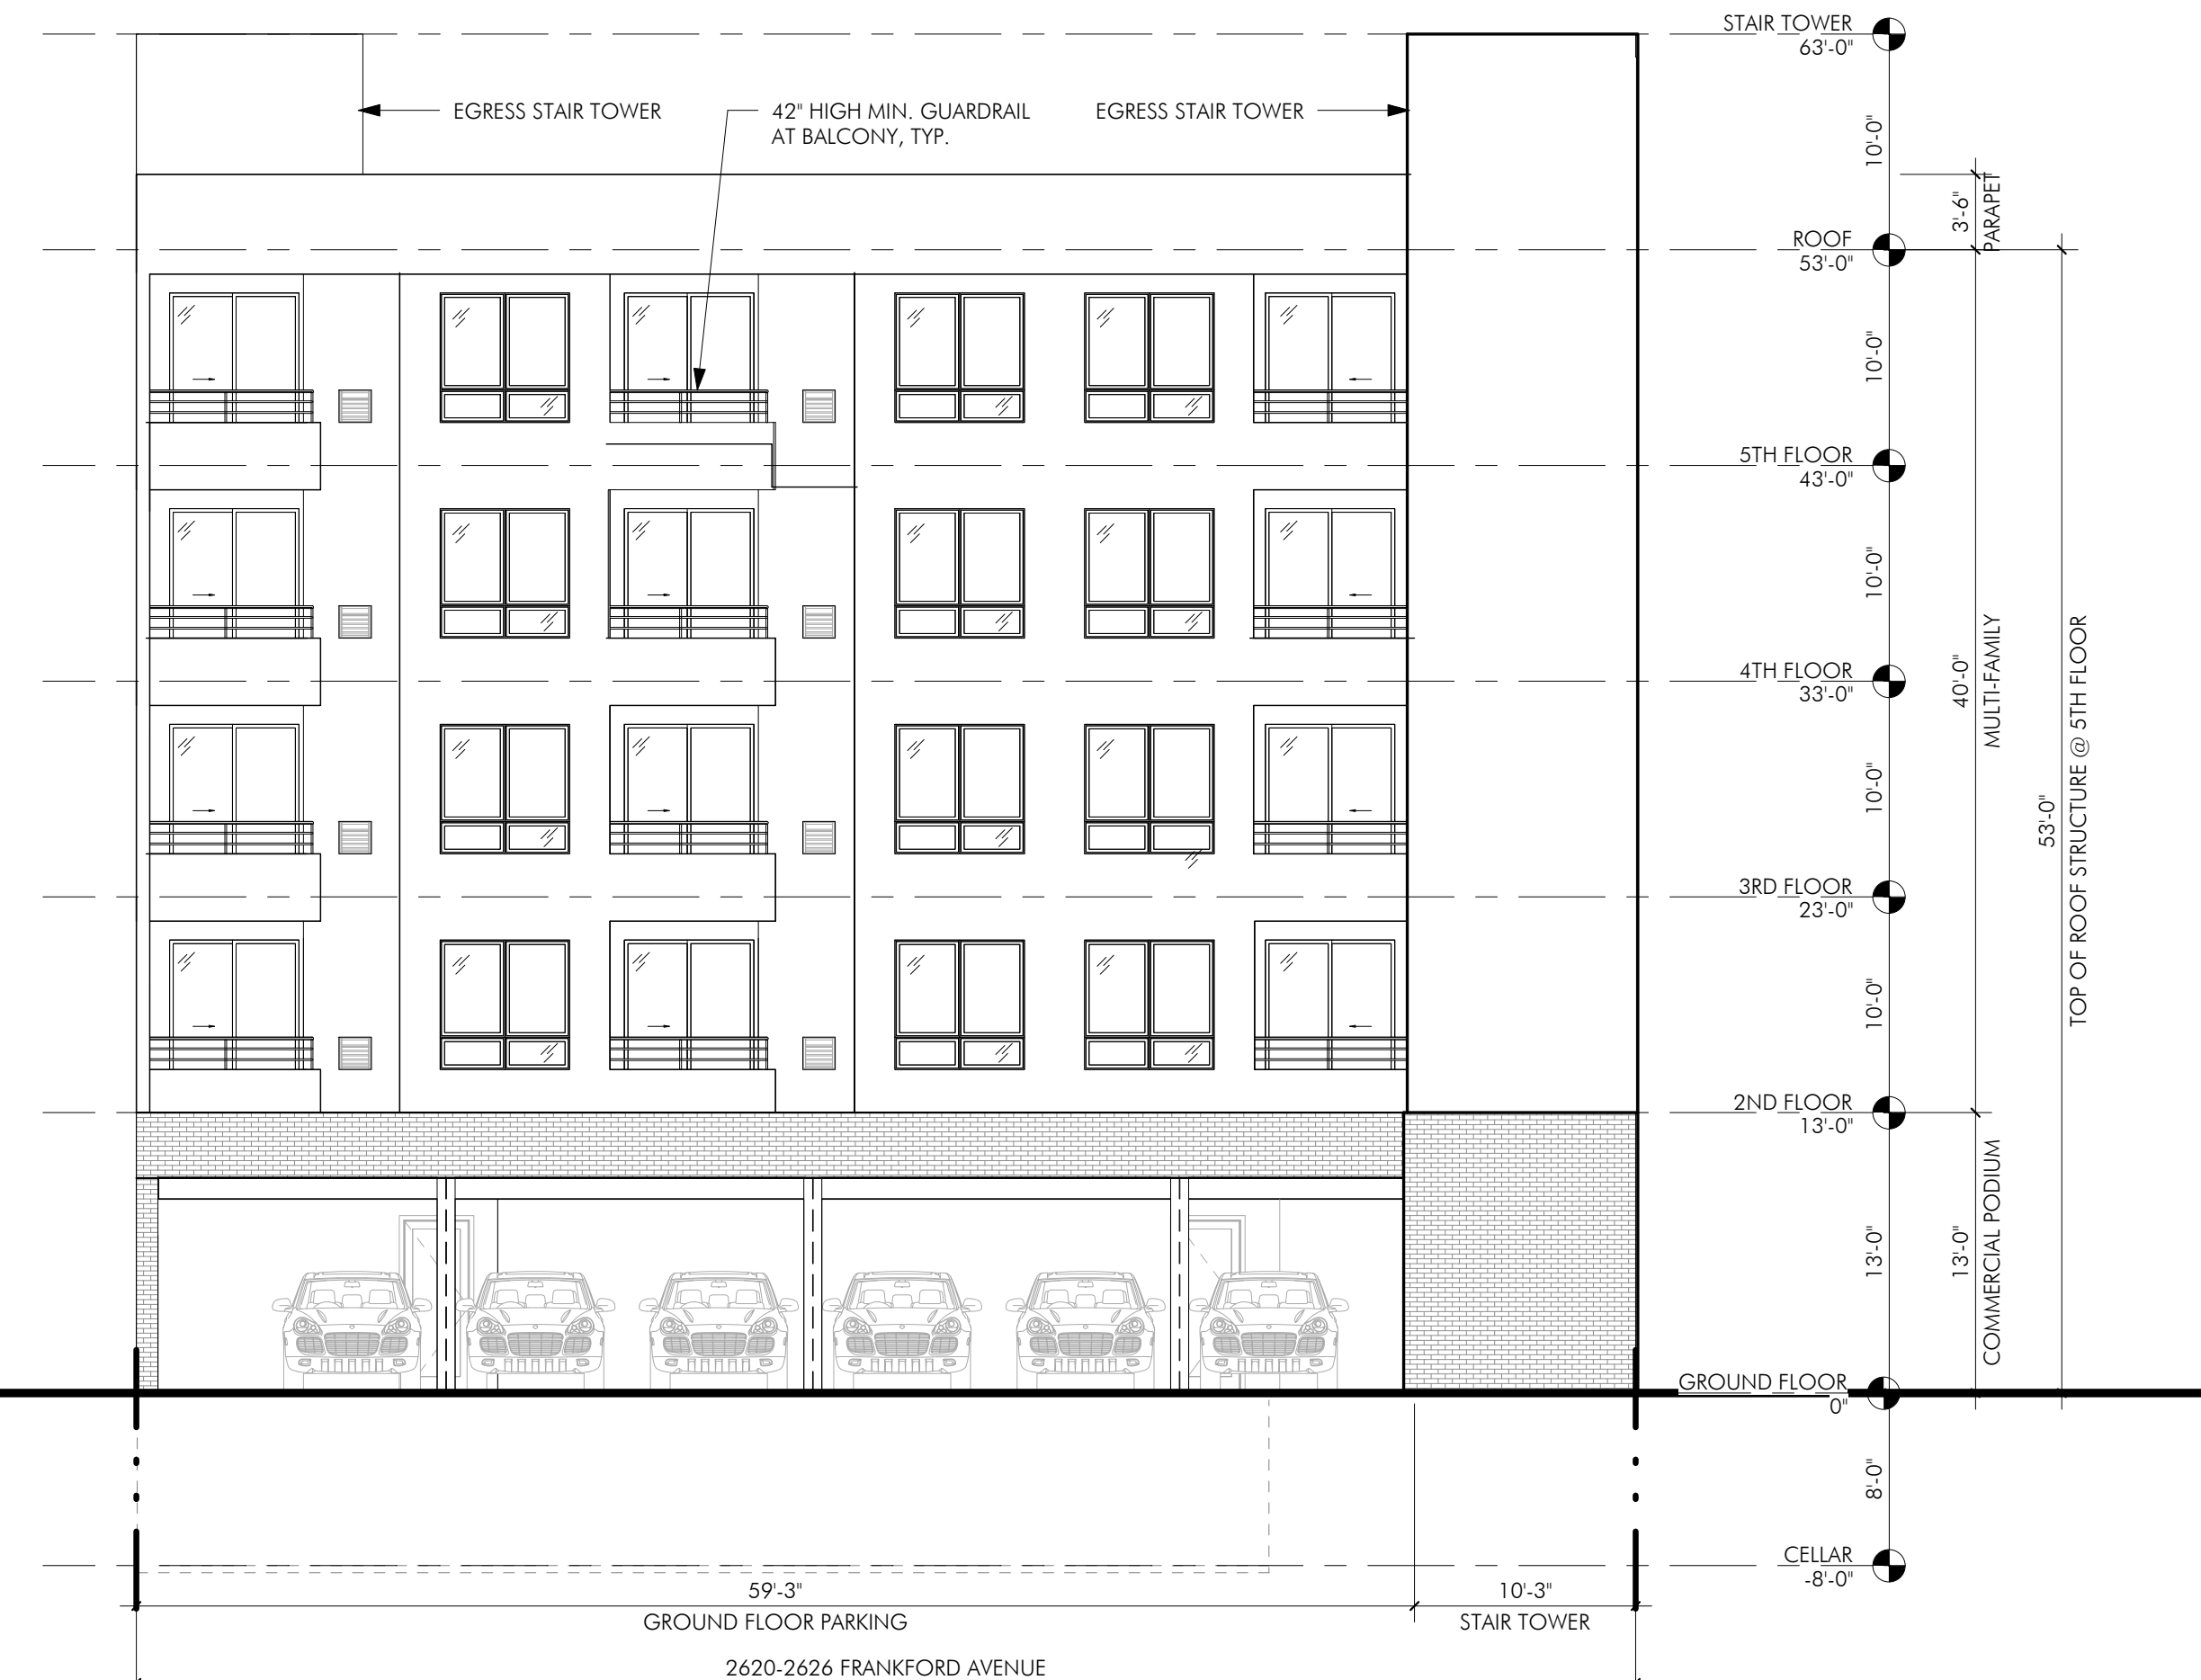 STAIR TOWER
63'-0"
EGRESS STAIR TOWER
42" HIGH MIN. GUARDRAIL
AT BALCONY, TYP.
EGRESS STAIR TOWER
10'-0"
3'-6"
PARAPET
ROOF
53'-0"
10'-0"
5TH FLOOR
43'-0"
10'-0"
40'-0"
MULTI-FAMILY
53'-0"
TOP OF ROOF STRUCTURE @ 5TH FLOOR
4TH FLOOR
33'-0"
10'-0"
3RD FLOOR
23'-0"
10'-0"
2ND FLOOR
13'-0"
13'-0"
13'-0"
COMMERCIAL PODIUM
GROUND FLOOR
0"
8'-0"
CELLAR
-8'-0"
59'-3"
GROUND FLOOR PARKING
10'-3"
STAIR TOWER
2620-2626 FRANKFORD AVENUE